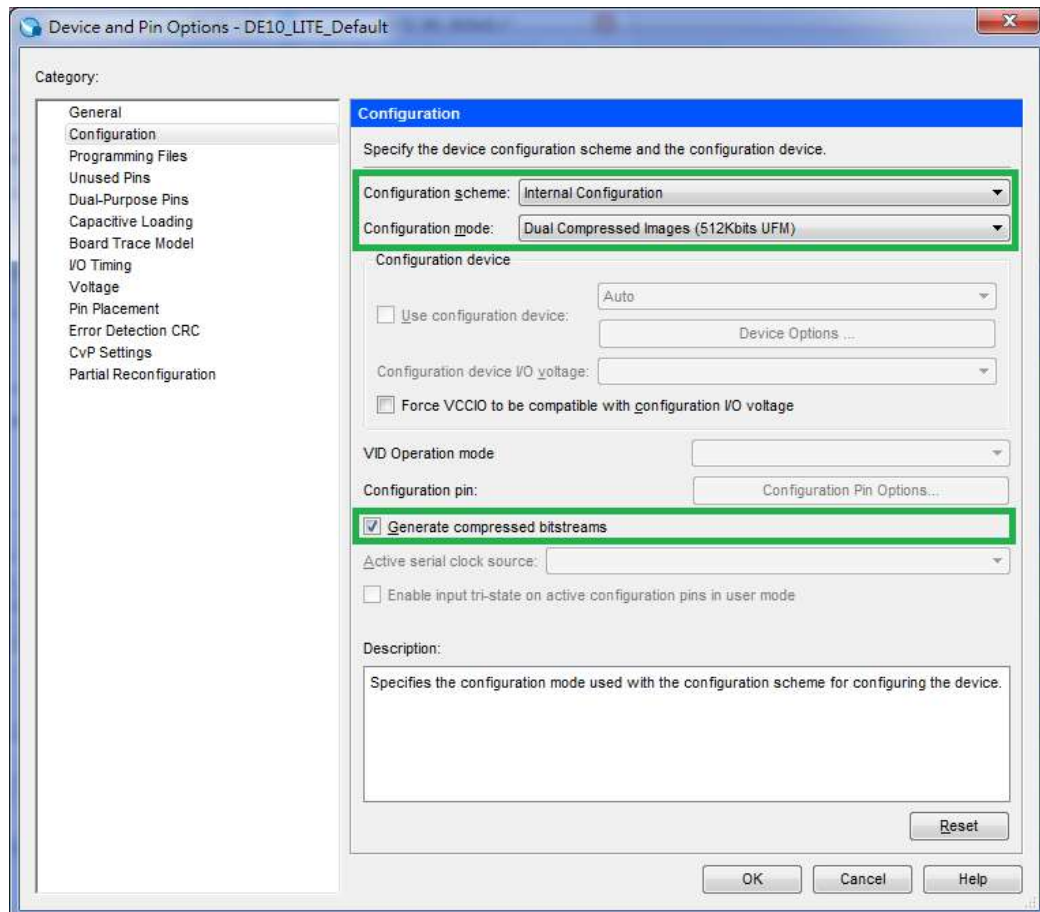 Device and Pin Options - DE10_LITE_Default
Category:
General
Configuration
Programming Files
Unused Pins
Dual-Purpose Pins
Capacitive Loading
Board Trace Model
I/O Timing
Voltage
Pin Placement
Error Detection CRC
CvP Settings
Partial Reconfiguration
Configuration
Specify the device configuration scheme and the configuration device.
Configuration scheme: Internal Configuration
Configuration mode: Dual Compressed Images (512Kbits UFM)
Configuration device
Use configuration device: Auto
Device Options ...
Configuration device I/O voltage:
Force VCCIO to be compatible with configuration I/O voltage
VID Operation mode
Configuration pin: Configuration Pin Options...
Generate compressed bitstreams
Active serial clock source:
Enable input tri-state on active configuration pins in user mode
Description:
Specifies the configuration mode used with the configuration scheme for configuring the device.
Reset
OK Cancel Help